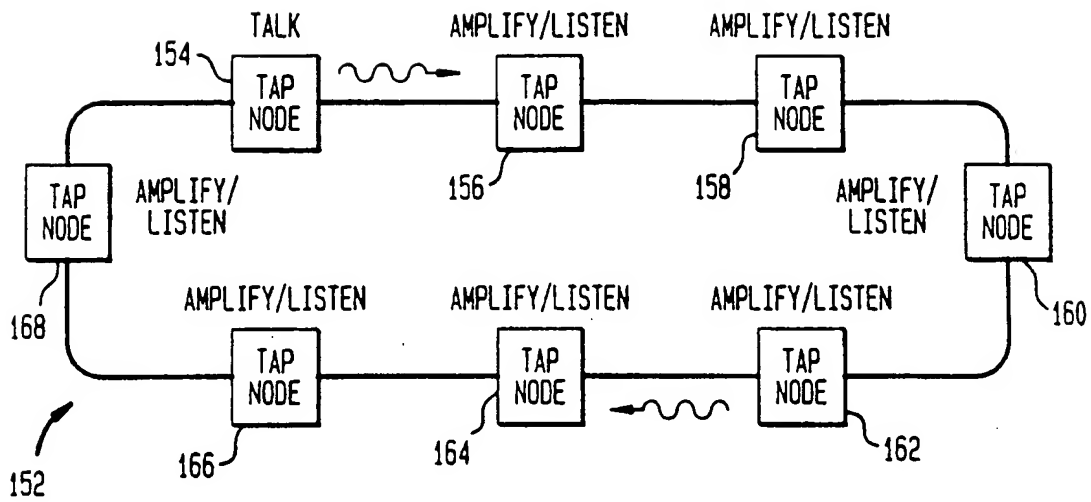 TALK
AMPLIFY/LISTEN
AMPLIFY/LISTEN
154
TAP
NODE
TAP
NODE
TAP
NODE
156
158
TAP
NODE
AMPLIFY/
LISTEN
AMPLIFY/
LISTEN
TAP
NODE
168
160
AMPLIFY/LISTEN
AMPLIFY/LISTEN
AMPLIFY/LISTEN
TAP
NODE
TAP
NODE
TAP
NODE
152
166
164
162